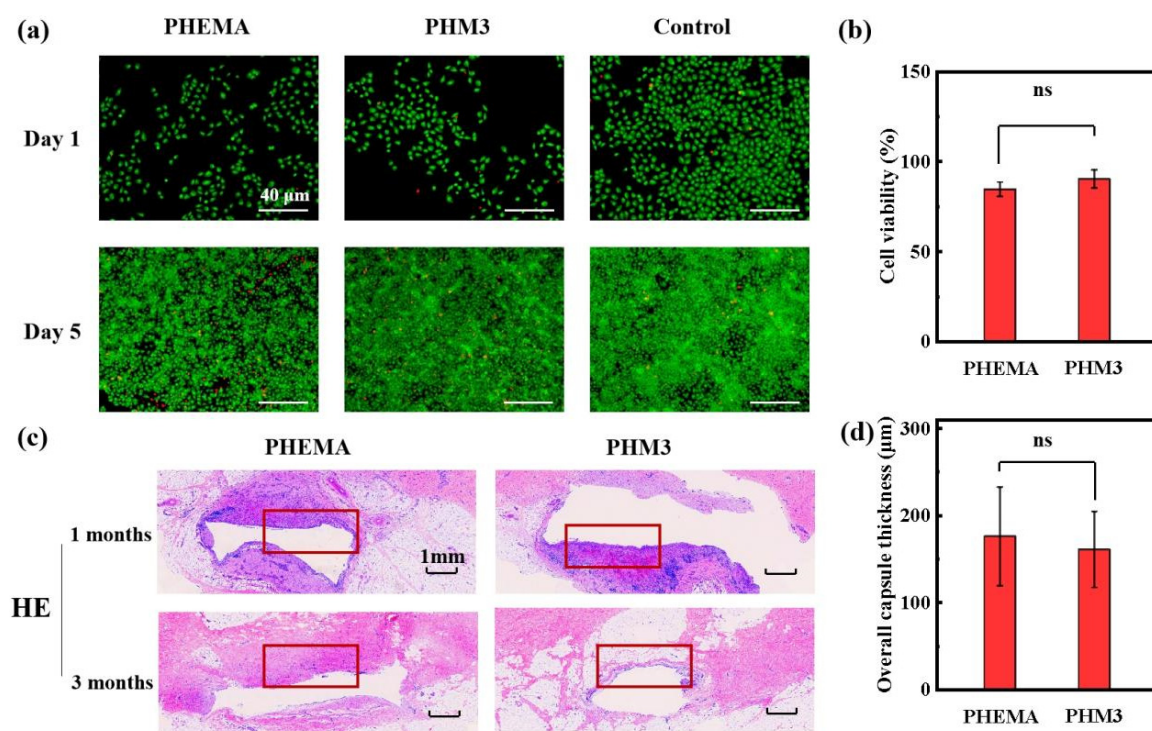 (a)
PHEMA
PHM3
Control
Day 1
40 μm
Day 5
(b)
150
100
50
0
Cell viability (%)
ns
PHEMA
PHM3
(c)
PHEMA
PHM3
HE
1 months
1mm
3 months
(d)
300
200
100
0
Overall capsule thickness (μm)
ns
PHEMA
PHM3